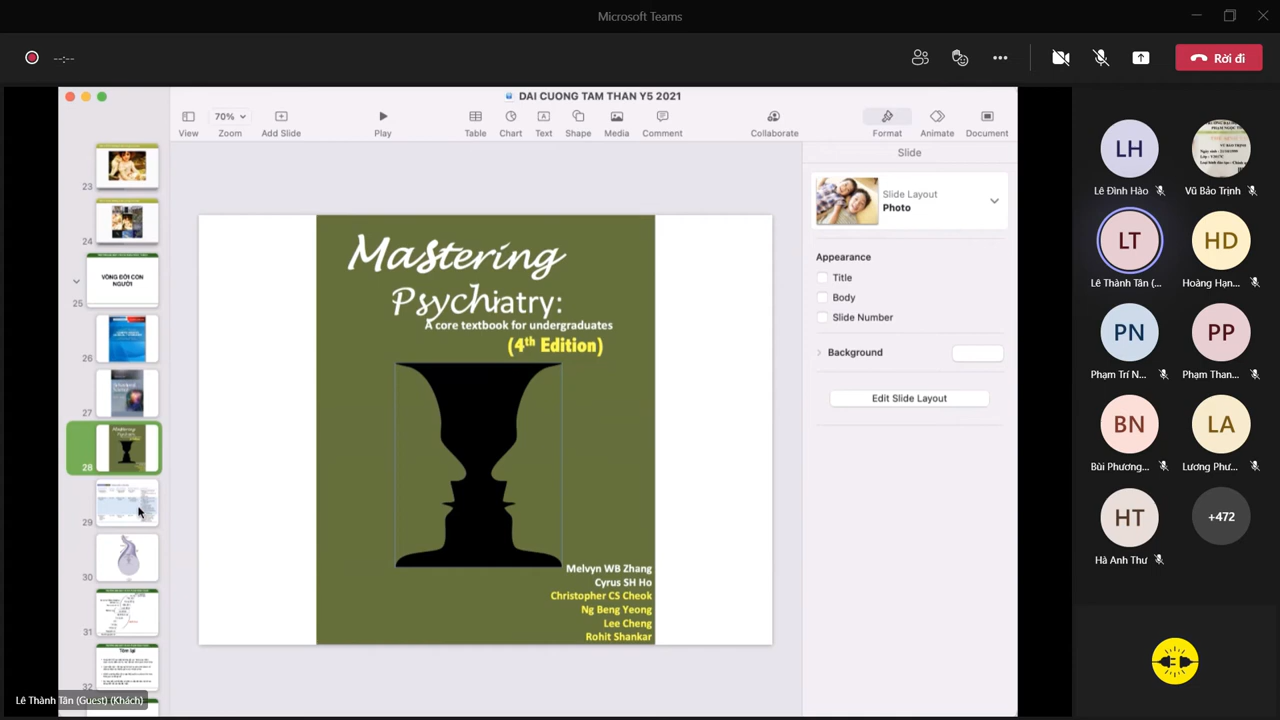 Microsoft Teams
--:--
Rời đi
DAI CUONG TAM THAN Y5 2021
70%
View
Zoom
Add Slide
Play
Table
Chart
Text
Shape
Media
Comment
Collaborate
Format
Animate
Document
Slide
Slide Layout
Photo
Appearance
Title
Body
Slide Number
Background
Edit Slide Layout
23
24
VÒNG ĐỜI CON
NGƯỜI
25
26
27
28
29
30
31
Tóm lại
32
Mastering
Psychiatry:
A core textbook for undergraduates
(4th Edition)
Melvyn WB Zhang
Cyrus SH Ho
Christopher CS Cheok
Ng Beng Yeong
Lee Cheng
Rohit Shankar
LH
Lê Đình Hào
VŨ BẢO TRỊNH
Vũ Bảo Trịnh
LT
Lê Thành Tân (...
HD
Hoàng Hạn...
PN
Phạm Trí N...
PP
Phạm Than...
BN
Bùi Phương...
LA
Lương Phư...
HT
Hà Anh Thư
+472
Lê Thành Tân (Guest) (Khách)